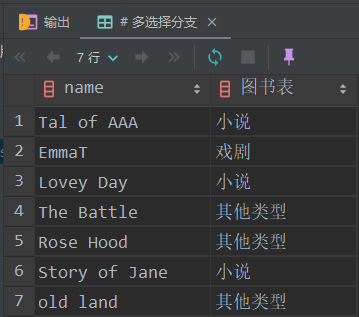 输出 # 多选择分支
7 行
name 图书表
1 Tal of AAA 小说
2 EmmaT 戏剧
3 Lovey Day 小说
4 The Battle 其他类型
5 Rose Hood 其他类型
6 Story of Jane 小说
7 old land 其他类型